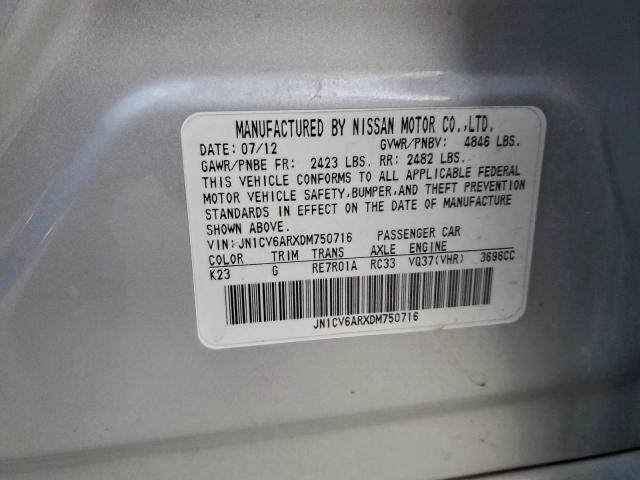 MANUFACTURED BY NISSAN MOTOR CO.,LTD.
DATE: 07/12 GVWR/PNBV: 4846 LBS.
GAWR/PNBE FR: 2423 LBS. RR: 2482 LBS.
THIS VEHICLE CONFORMS TO ALL APPLICABLE FEDERAL
MOTOR VEHICLE SAFETY,BUMPER,AND THEFT PREVENTION
STANDARDS IN EFFECT ON THE DATE OF MANUFACTURE
SHOWN ABOVE.
VIN:JN1CV6ARXDM750716 PASSENGER CAR
COLOR TRIM TRANS AXLE ENGINE
K23 G RE7R01A RC33 VQ37(VHR) 3696CC
JN1CV6ARXDM750716